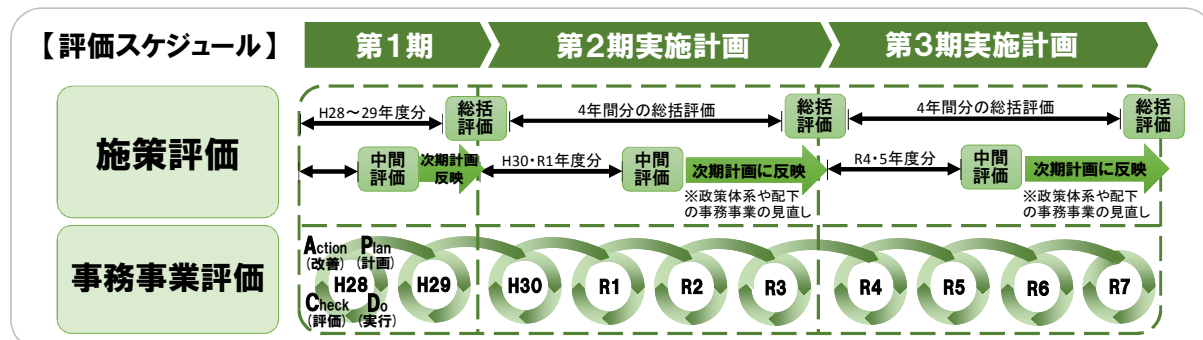 【評価スケジュール】
第1期
第2期実施計画
第3期実施計画
施策評価
H28～29年度分
総括
評価
4年間分の総括評価
総括
評価
4年間分の総括評価
総括
評価
中間
評価
次期計画
反映
H30・R1年度分
中間
評価
次期計画に反映
※政策体系や配下
の事務事業の見直し
R4・5年度分
中間
評価
次期計画に反映
※政策体系や配下
の事務事業の見直し
事務事業評価
Action
(改善)
Plan
(計画)
Check
(評価)
Do
(実行)
H28
H29
H30
R1
R2
R3
R4
R5
R6
R7